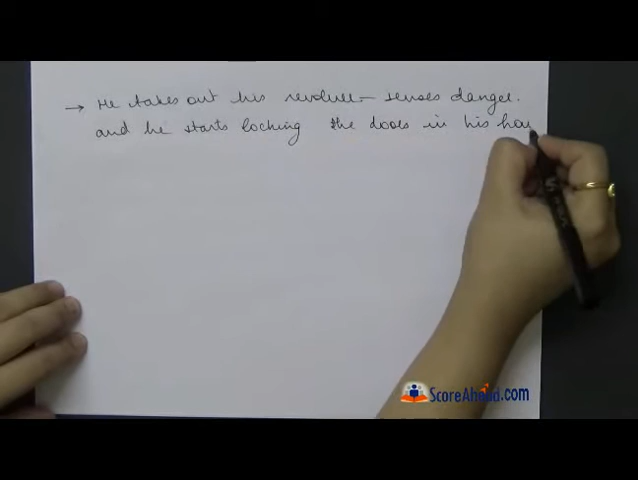 → He takes out his revolver - senses danger.
and he starts locking the doors in his hou
ScoreAhead.com